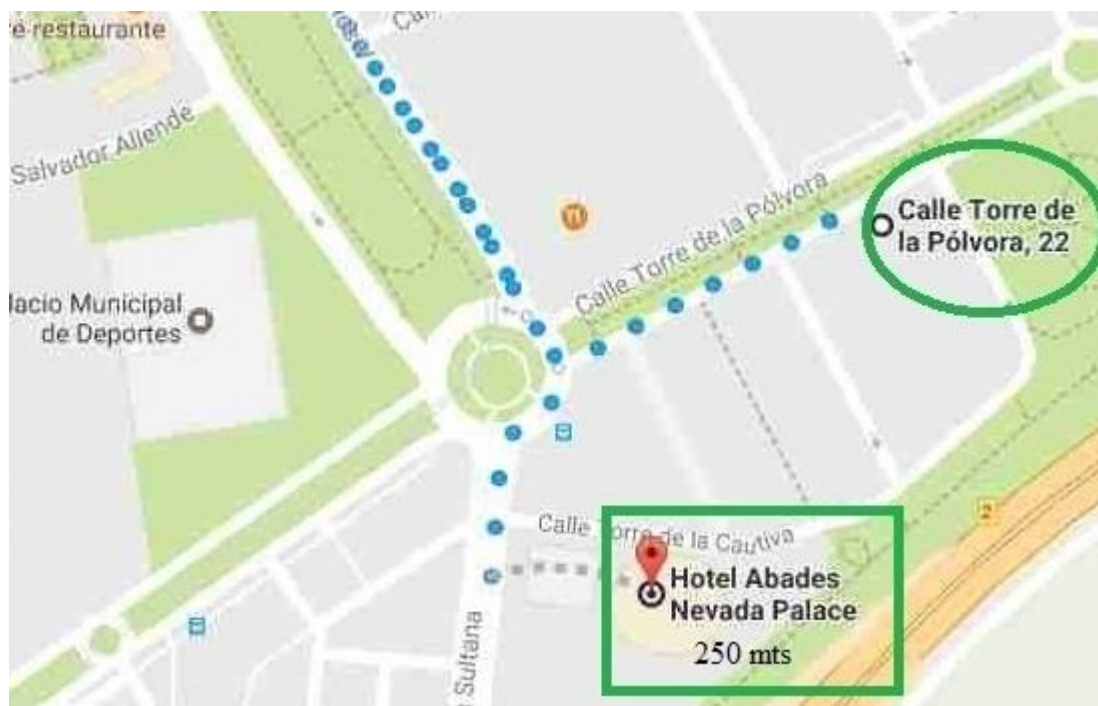 restaurante
Calle
Salvador Allende
Calle Torre de la Pólvora
Calle Torre de
la Pólvora, 22
Municipal
de Deportes
2
Calle Torre de la Cautiva
Hotel Abades
Nevada Palace
250 mts
Sultana